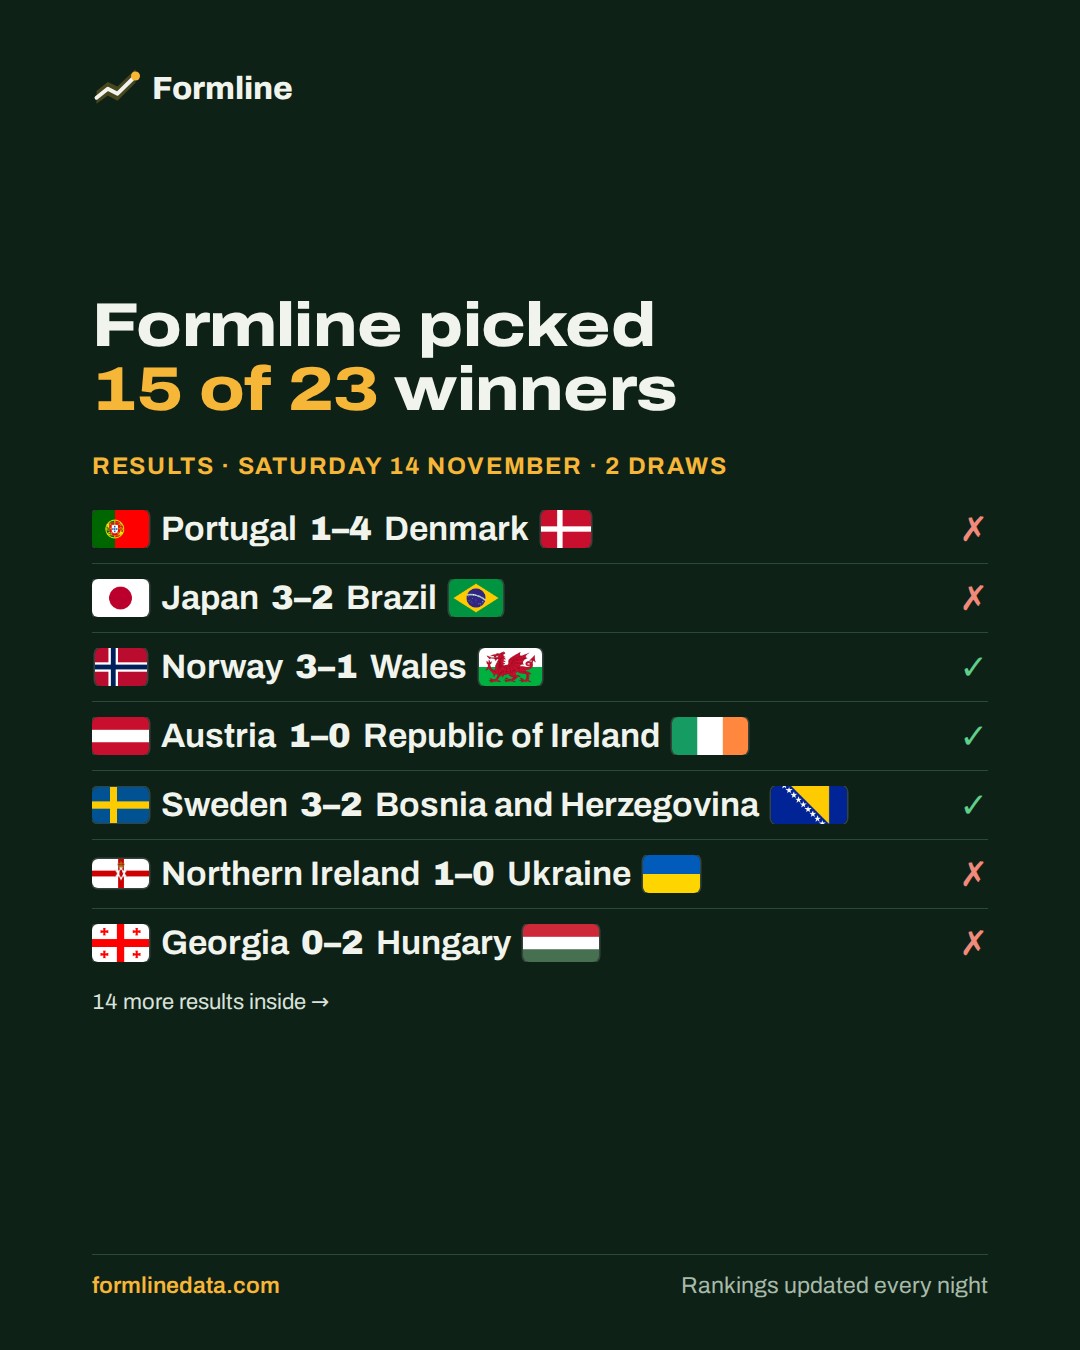 Formline
Formline picked
15 of 23 winners
RESULTS · SATURDAY 14 NOVEMBER · 2 DRAWS
Portugal 1–4 Denmark ✗
Japan 3–2 Brazil ✗
Norway 3–1 Wales ✓
Austria 1–0 Republic of Ireland ✓
Sweden 3–2 Bosnia and Herzegovina ✓
Northern Ireland 1–0 Ukraine ✗
Georgia 0–2 Hungary ✗
14 more results inside →
formlinedata.com
Rankings updated every night